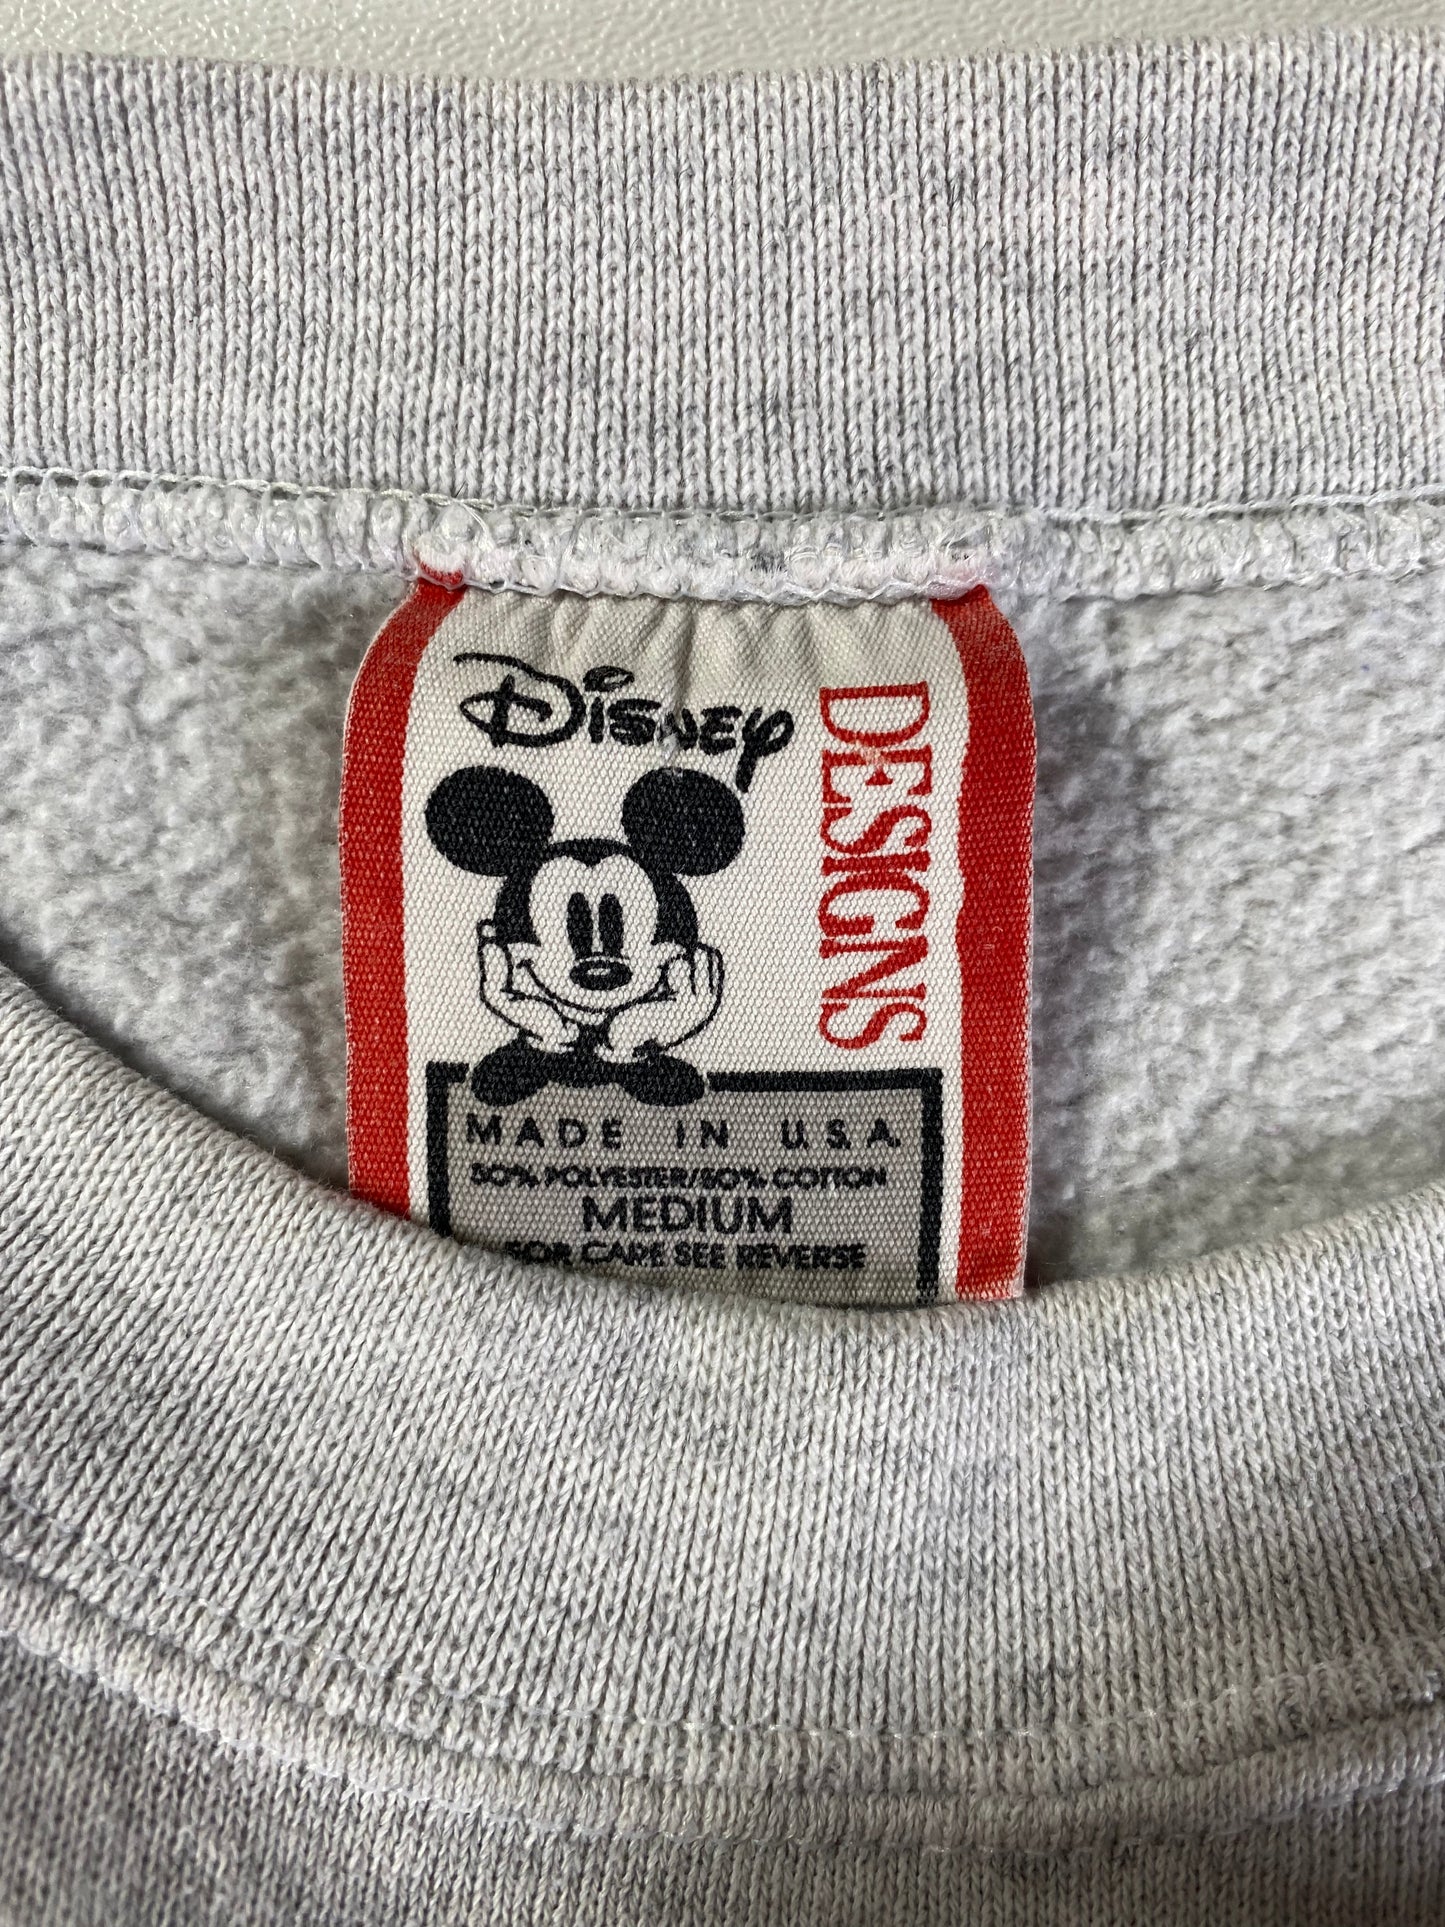 Disney
DESIGNS
MADE IN U.S.A.
50% POLYESTER/50% COTTON
MEDIUM
FOR CARE SEE REVERSE